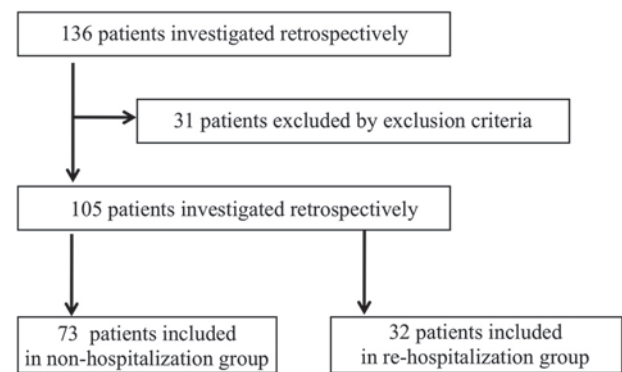 136 patients investigated retrospectively
31 patients excluded by exclusion criteria
105 patients investigated retrospectively
73 patients included
in non-hospitalization group
32 patients included
in re-hospitalization group